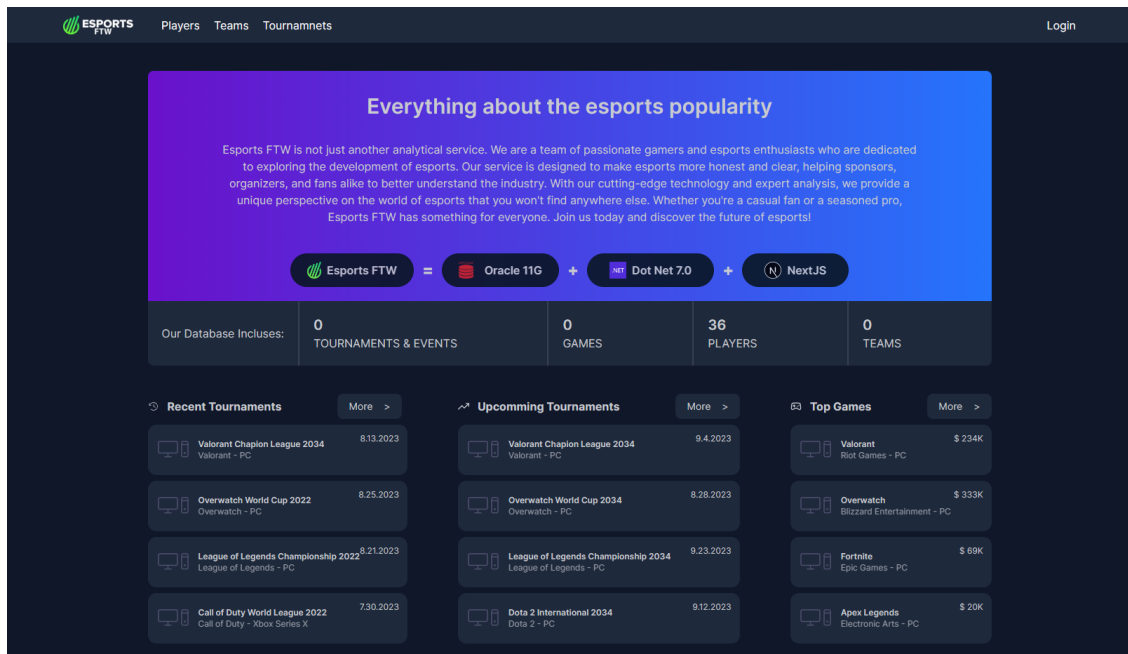 ESPORTS
FTW
Players Teams Tournamnets
Login
Everything about the esports popularity
Esports FTW is not just another analytical service. We are a team of passionate gamers and esports enthusiasts who are dedicated
to exploring the development of esports. Our service is designed to make esports more honest and clear, helping sponsors,
organizers, and fans alike to better understand the industry. With our cutting-edge technology and expert analysis, we provide a
unique perspective on the world of esports that you won't find anywhere else. Whether you're a casual fan or a seasoned pro,
Esports FTW has something for everyone. Join us today and discover the future of esports!
Esports FTW = Oracle 11G + .NET Dot Net 7.0 + N NextJS
Our Database Incluses:
0
TOURNAMENTS & EVENTS
0
GAMES
36
PLAYERS
0
TEAMS
Recent Tournaments
More >
Valorant Chapion League 2034 8.13.2023
Valorant - PC
Overwatch World Cup 2022 8.25.2023
Overwatch - PC
League of Legends Championship 2022 8.21.2023
League of Legends - PC
Call of Duty World League 2022 7.30.2023
Call of Duty - Xbox Series X
Upcomming Tournaments
More >
Valorant Chapion League 2034 9.4.2023
Valorant - PC
Overwatch World Cup 2034 8.28.2023
Overwatch - PC
League of Legends Championship 2034 9.23.2023
League of Legends - PC
Dota 2 International 2034 9.12.2023
Dota 2 - PC
Top Games
More >
Valorant $ 234K
Riot Games - PC
Overwatch $ 333K
Blizzard Entertainment - PC
Fortnite $ 69K
Epic Games - PC
Apex Legends $ 20K
Electronic Arts - PC